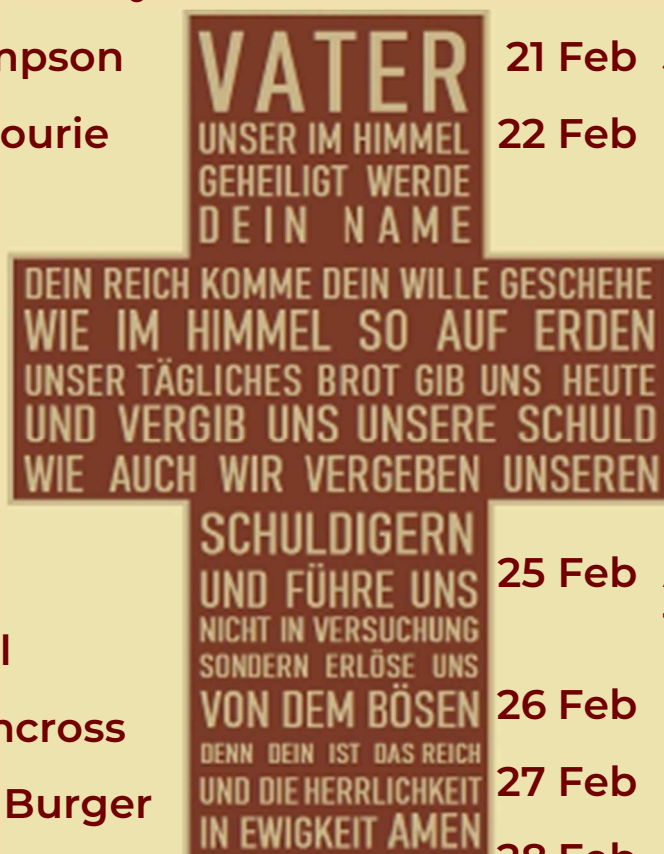 21 Feb
22 Feb
VATER
UNSER IM HIMMEL
GEHEILIGT WERDE
DEIN NAME
DEIN REICH KOMME DEIN WILLE GESCHEHE
WIE IM HIMMEL SO AUF ERDEN
UNSER TÄGLICHES BROT GIB UNS HEUTE
UND VERGIB UNS UNSERE SCHULD
WIE AUCH WIR VERGEBEN UNSEREN
SCHULDIGERN
UND FÜHRE UNS
NICHT IN VERSUCHUNG
SONDERN ERLÖSE UNS
VON DEM BÖSEN
DENN DEIN IST DAS REICH
UND DIE HERRLICHKEIT
IN EWIGKEIT AMEN
25 Feb
26 Feb
27 Feb
28 Feb
mpson
ourie
ncross
Burger